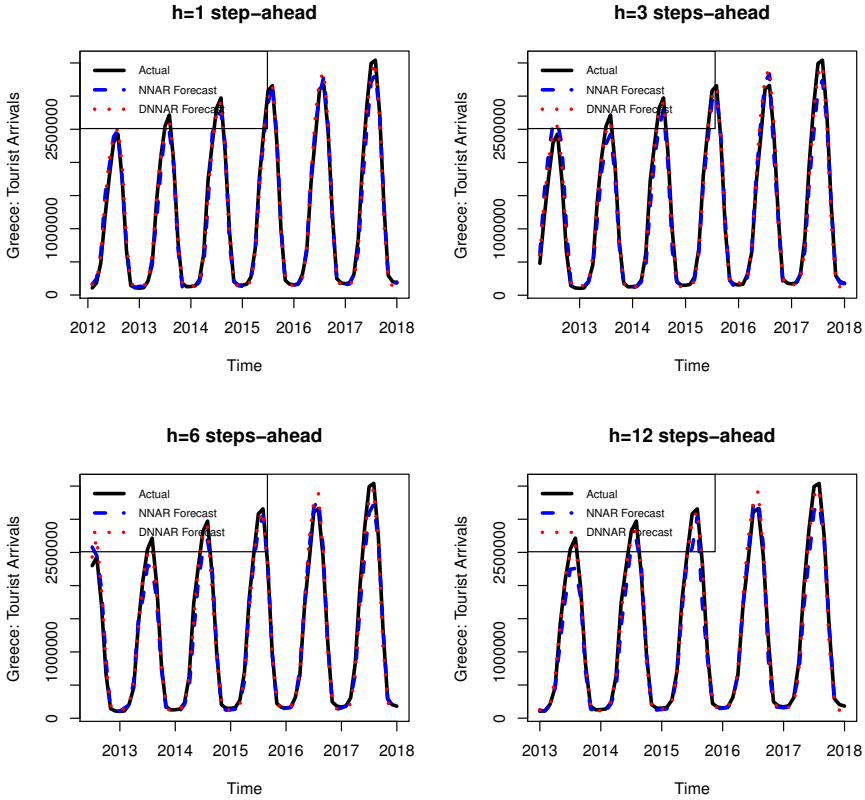 h=1 step−ahead
Greece: Tourist Arrivals
2500000
1000000
0
Actual
NNAR Forecast
DNNAR Forecast
2012 2013 2014 2015 2016 2017 2018
Time
h=3 steps−ahead
Greece: Tourist Arrivals
2500000
1000000
0
Actual
NNAR Forecast
DNNAR Forecast
2013 2014 2015 2016 2017 2018
Time
h=6 steps−ahead
Greece: Tourist Arrivals
2500000
1000000
0
Actual
NNAR Forecast
DNNAR Forecast
2013 2014 2015 2016 2017 2018
Time
h=12 steps−ahead
Greece: Tourist Arrivals
2500000
1000000
0
Actual
NNAR Forecast
DNNAR Forecast
2013 2014 2015 2016 2017 2018
Time